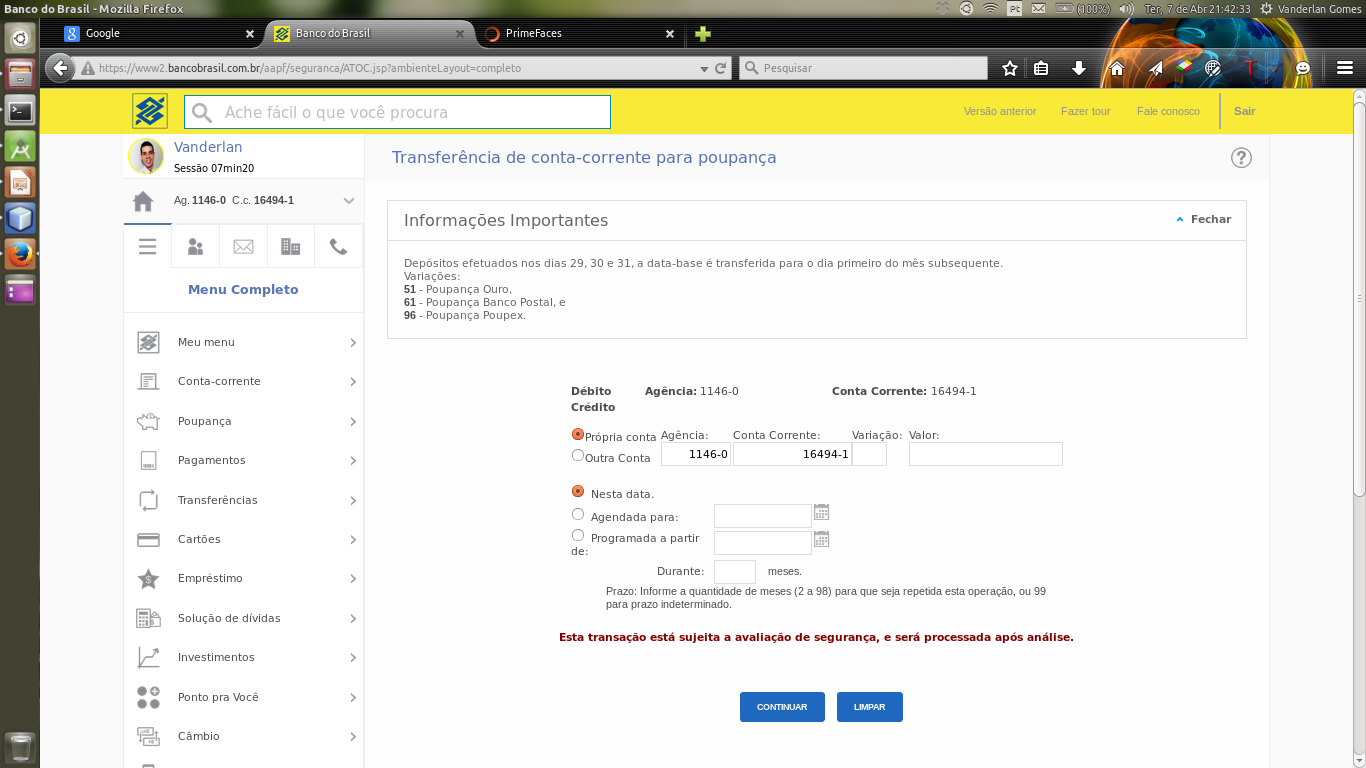 Banco do Brasil - Mozilla Firefox
Pt (100%) Ter, 7 de Abr 21:42:33 Vanderlan Gomes
Google
Banco do Brasil
PrimeFaces
https://www2.bancobrasil.com.br/aapf/seguranca/ATOC.jsp?ambienteLayout=completo
Pesquisar
Ache fácil o que você procura
Versão anterior Fazer tour Fale conosco Sair
Vanderlan
Sessão 07min20
Ag. 1146-0 C.c. 16494-1
Menu Completo
Meu menu
Conta-corrente
Poupança
Pagamentos
Transferências
Cartões
Empréstimo
Solução de dívidas
Investimentos
Ponto pra Você
Câmbio
Transferência de conta-corrente para poupança
Informações Importantes
Fechar
Depósitos efetuados nos dias 29, 30 e 31, a data-base é transferida para o dia primeiro do mês subsequente.
Variações:
51 - Poupança Ouro,
61 - Poupança Banco Postal, e
96 - Poupança Poupex.
Débito Agência: 1146-0 Conta Corrente: 16494-1
Crédito
Própria conta Agência: Conta Corrente: Variação: Valor:
Outra Conta 1146-0 16494-1
Nesta data.
Agendada para:
Programada a partir
de:
Durante: meses.
Prazo: Informe a quantidade de meses (2 a 98) para que seja repetida esta operação, ou 99
para prazo indeterminado.
Esta transação está sujeita a avaliação de segurança, e será processada após análise.
CONTINUAR LIMPAR